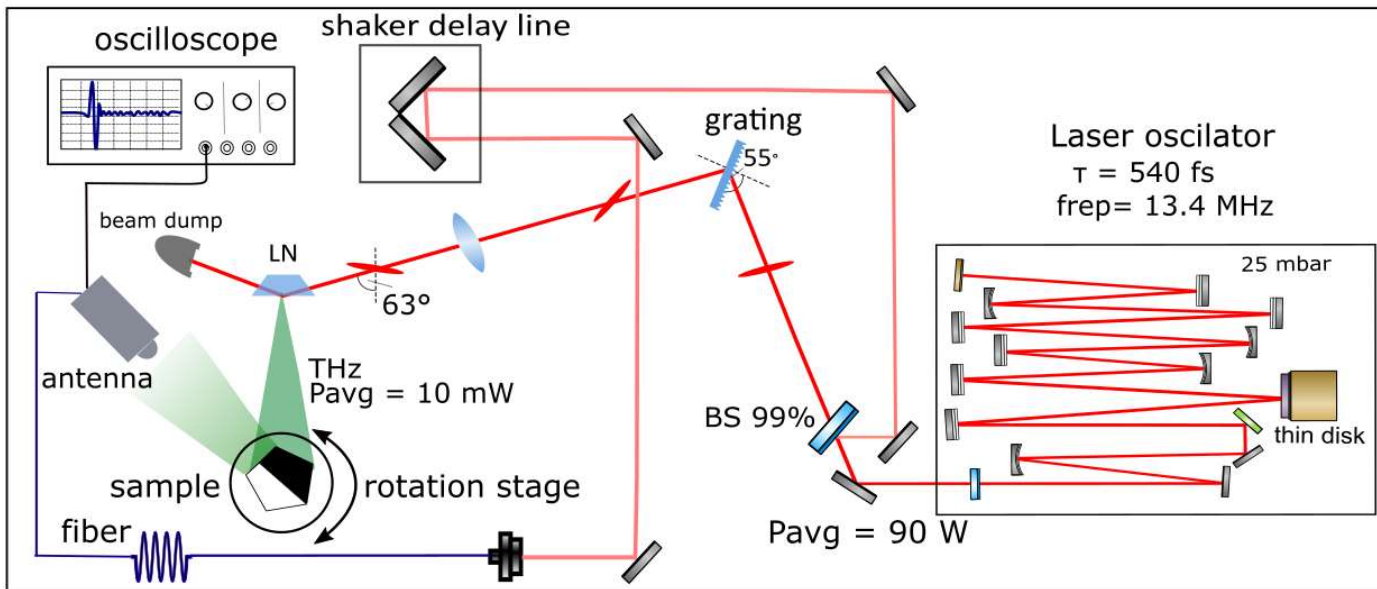 shaker delay line
oscilloscope
grating
55°
Laser oscilator
τ = 540 fs
frep= 13.4 MHz
beam dump
LN
25 mbar
63°
THz
Pavg = 10 mW
antenna
BS 99%
thin disk
sample
rotation stage
fiber
Pavg = 90 W